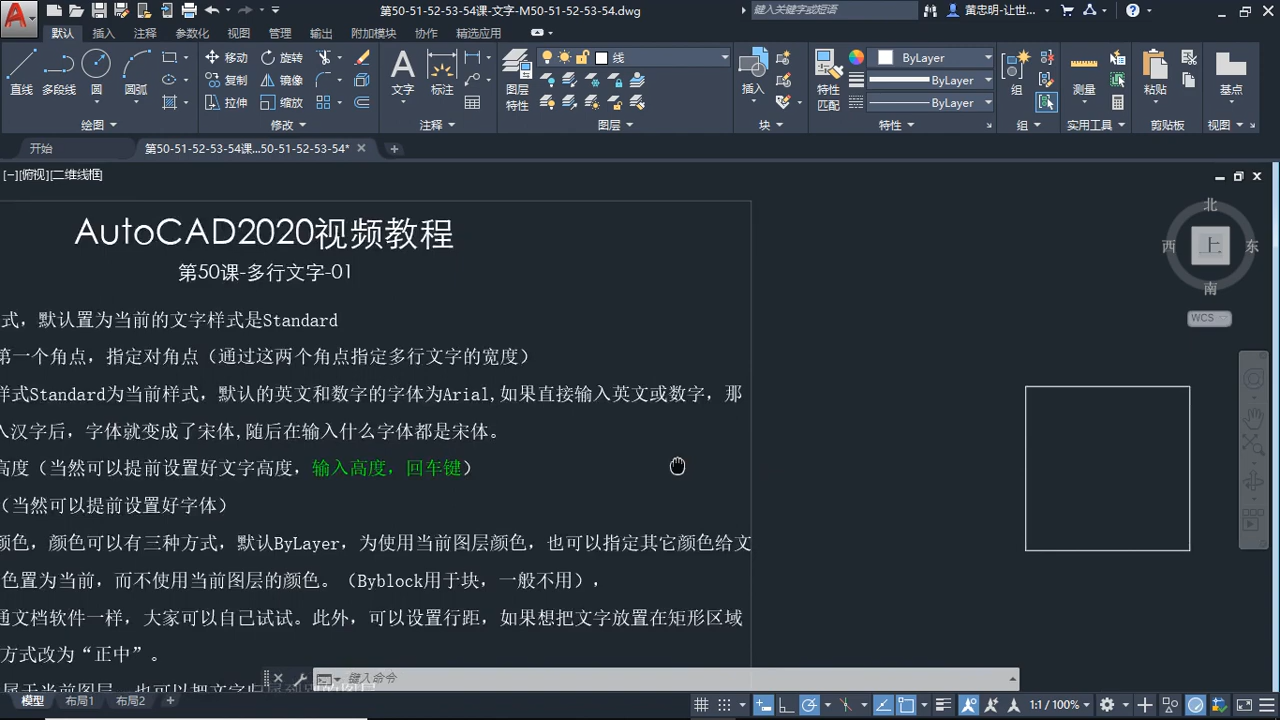 第50-51-52-53-54课-文字-M50-51-52-53-54.dwg
键入关键字或短语
黄忠明-让世...
默认 插入 注释 参数化 视图 管理 输出 附加模块 协作 精选应用
直线 多段线 圆 圆弧
移动 旋转
复制 镜像
拉伸 缩放
文字 标注
图层
特性
线
插入
特性
匹配
ByLayer
ByLayer
ByLayer
组 测量 粘贴 基点
绘图 修改 注释 图层 块 特性 组 实用工具 剪贴板 视图
开始 第50-51-52-53-54课...50-51-52-53-54*
[−][俯视][二维线框]
北
西 上 东
南
WCS
AutoCAD2020视频教程
第50课-多行文字-01
式，默认置为当前的文字样式是Standard
第一个角点，指定对角点（通过这两个角点指定多行文字的宽度）
样式Standard为当前样式，默认的英文和数字的字体为Arial,如果直接输入英文或数字，那
入汉字后，字体就变成了宋体,随后在输入什么字体都是宋体。
高度（当然可以提前设置好文字高度，输入高度，回车键）
（当然可以提前设置好字体）
颜色，颜色可以有三种方式，默认ByLayer，为使用当前图层颜色，也可以指定其它颜色给文
色置为当前，而不使用当前图层的颜色。（Byblock用于块，一般不用），
通文档软件一样，大家可以自己试试。此外，可以设置行距，如果想把文字放置在矩形区域
方式改为“正中”。
键入命令
模型 布局1 布局2
1:1 / 100%